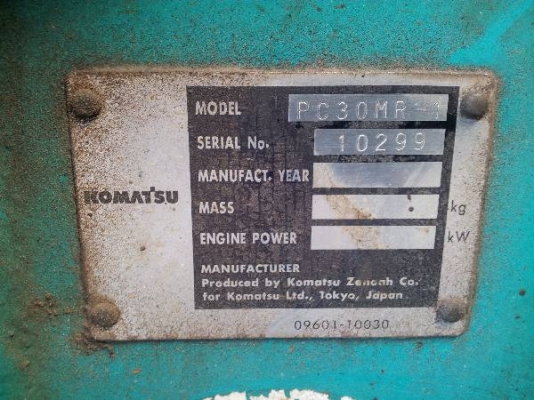 KOMATSU
MODEL PC30MR-1
SERIAL No. 10299
MANUFACT. YEAR
MASS kg
ENGINE POWER kW
MANUFACTURER
Produced by Komatsu Zenoah Co.
for Komatsu Ltd., Tokyo, Japan
09601-10030